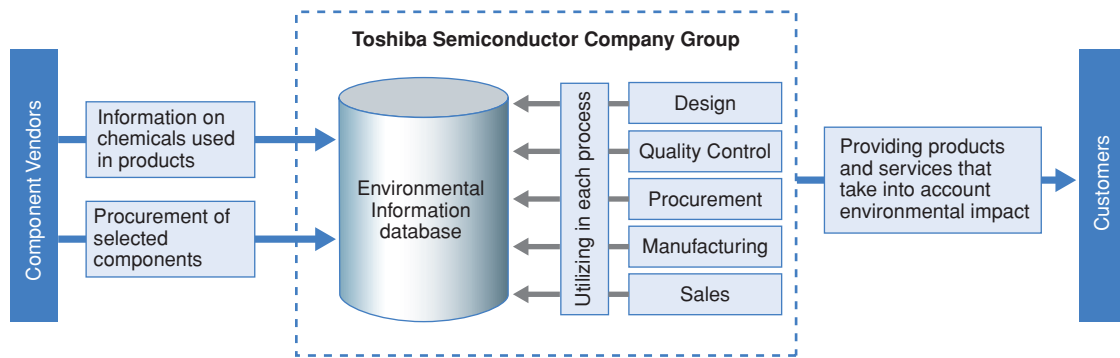 Toshiba Semiconductor Company Group
Component Vendors
Information on
chemicals used
in products
Procurement of
selected
components
Environmental
Information
database
Utilizing in each process
Design
Quality Control
Procurement
Manufacturing
Sales
Providing products
and services that
take into account
environmental impact
Customers